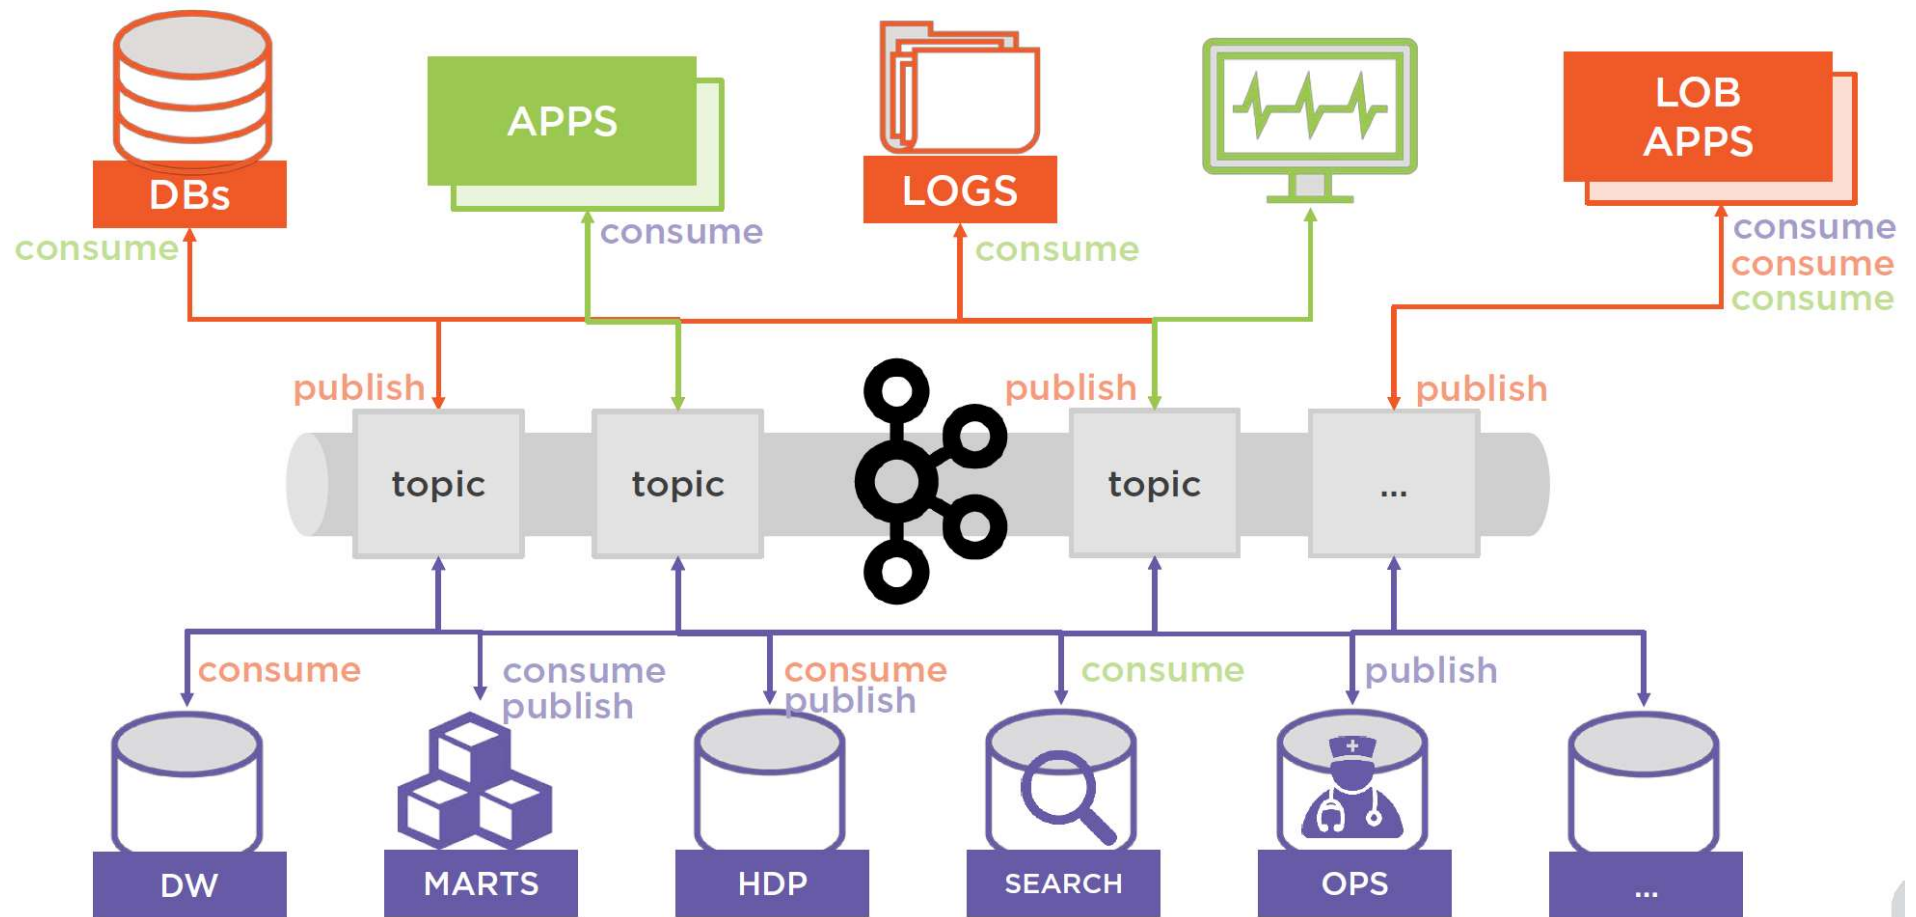 APPS
LOB
APPS
DBs
LOGS
consume
consume
consume
consume
consume
consume
publish
publish
publish
topic
topic
topic
...
consume
consume
publish
consume
publish
consume
publish
DW
MARTS
HDP
SEARCH
OPS
...